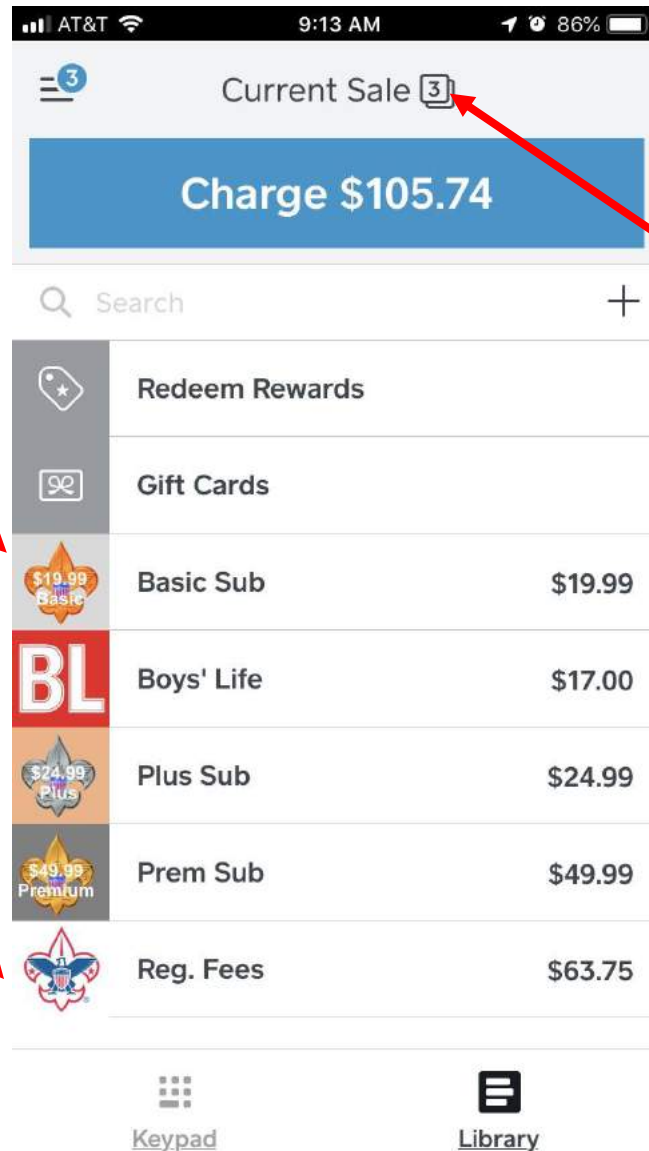 AT&T 9:13 AM 86%
3 Current Sale 3
Charge $105.74
Search +
Redeem Rewards
Gift Cards
$19.99
Basic
Basic Sub $19.99
BL Boys' Life $17.00
$24.99
Plus
Plus Sub $24.99
$49.99
Premium
Prem Sub $49.99
Reg. Fees $63.75
Keypad Library